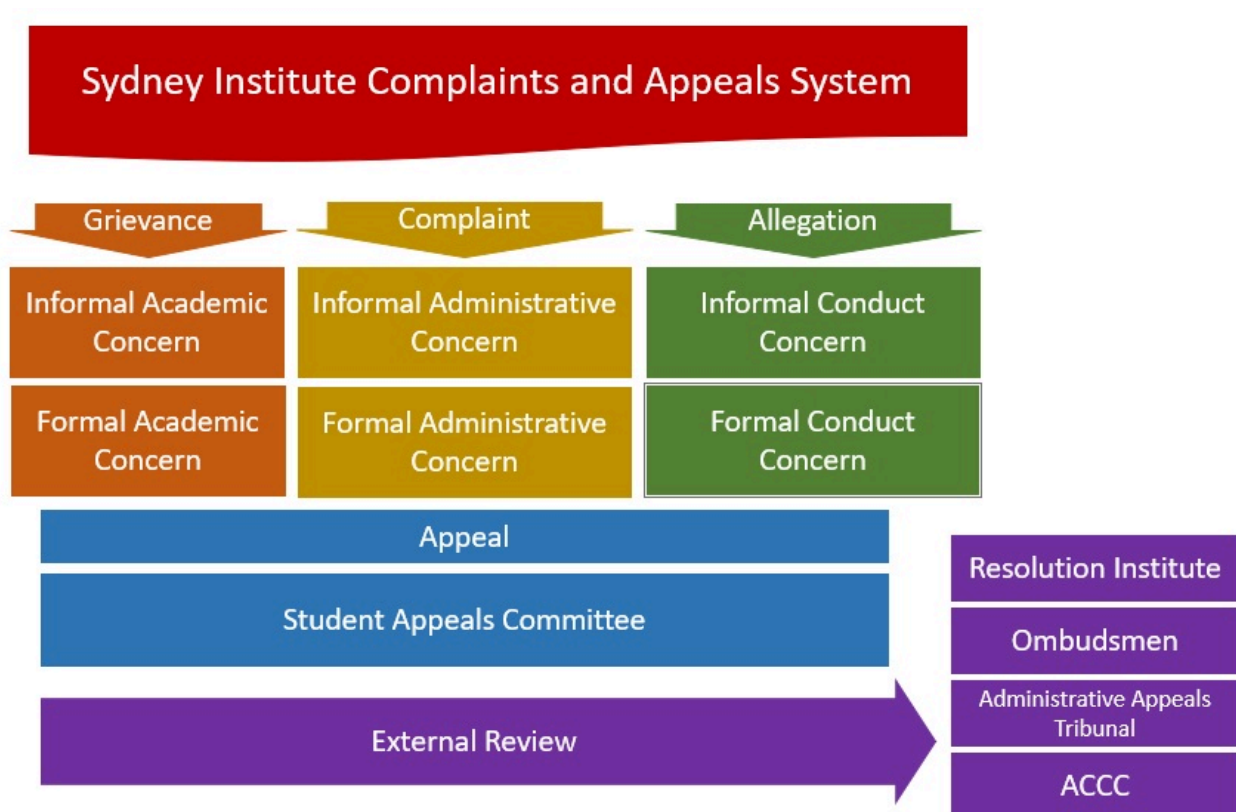 Sydney Institute Complaints and Appeals System
Grievance
Complaint
Allegation
Informal Academic
Concern
Informal Administrative
Concern
Informal Conduct
Concern
Formal Academic
Concern
Formal Administrative
Concern
Formal Conduct
Concern
Appeal
Student Appeals Committee
External Review
Resolution Institute
Ombudsmen
Administrative Appeals
Tribunal
ACCC